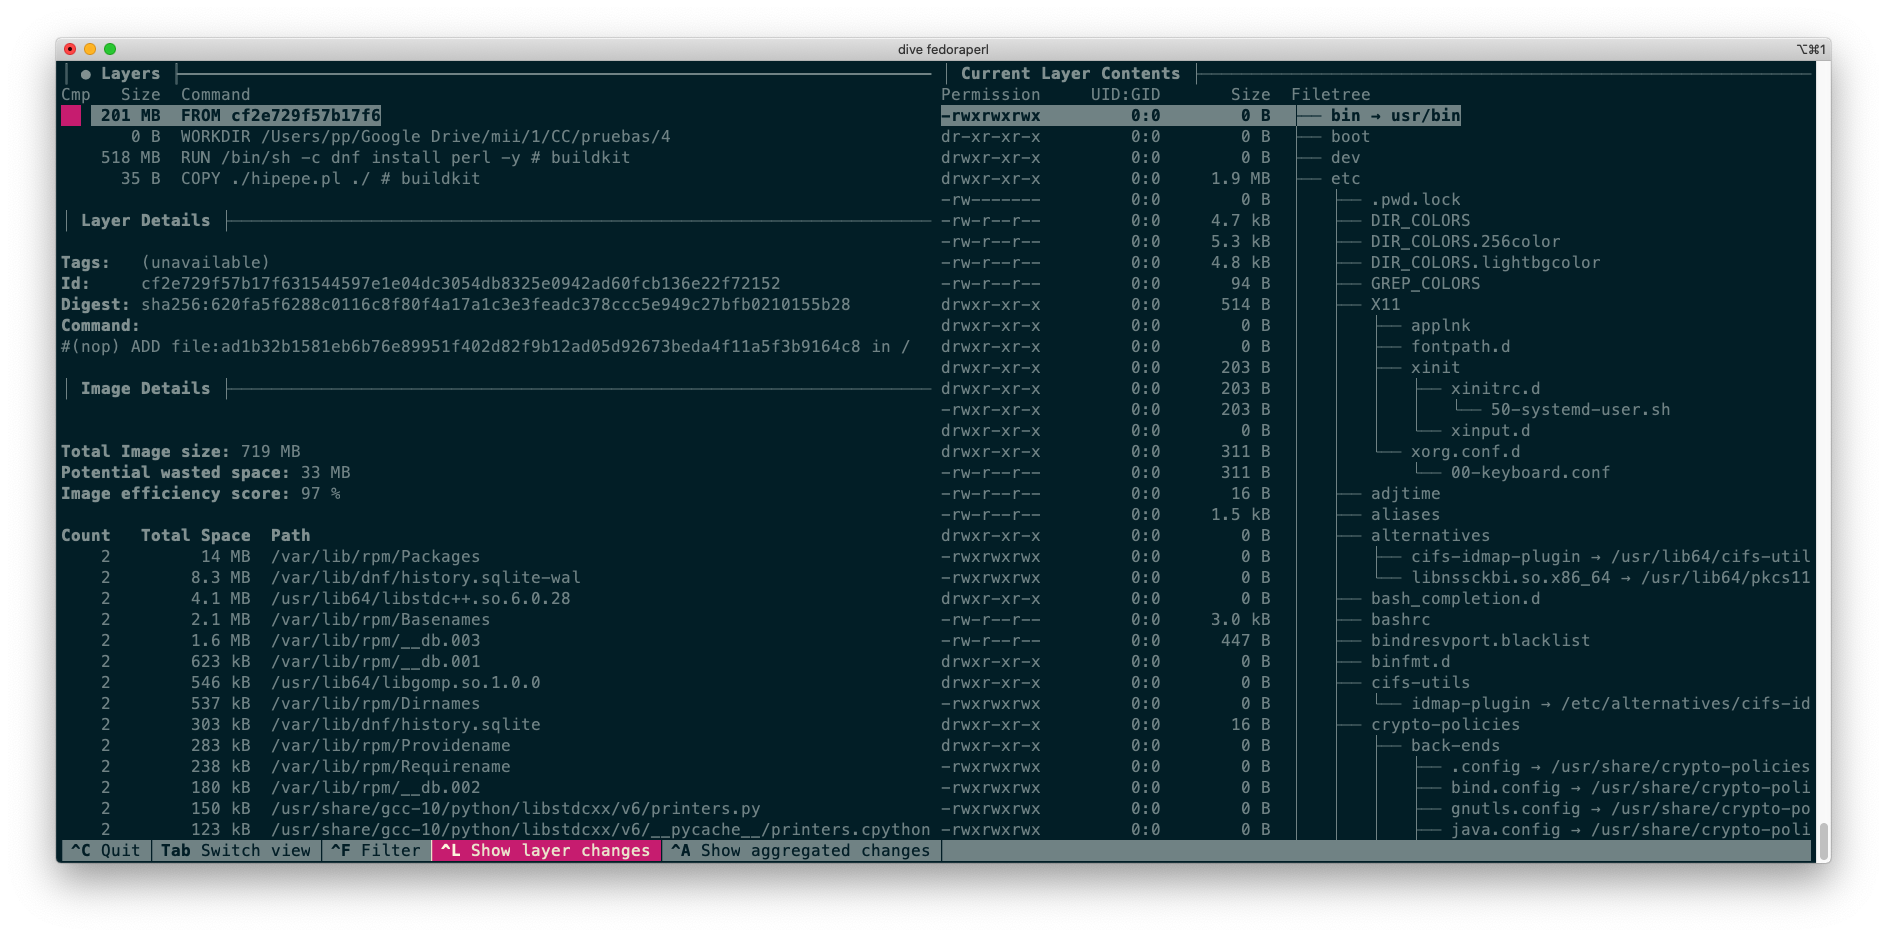 dive fedoraperl
⌥⌘1
● Layers
Cmp Size Command
201 MB FROM cf2e729f57b17f6
0 B WORKDIR /Users/pp/Google Drive/mii/1/CC/pruebas/4
518 MB RUN /bin/sh -c dnf install perl -y # buildkit
35 B COPY ./hipepe.pl ./ # buildkit
Layer Details
Tags: (unavailable)
Id: cf2e729f57b17f631544597e1e04dc3054db8325e0942ad60fcb136e22f72152
Digest: sha256:620fa5f6288c0116c8f80f4a17a1c3e3feadc378ccc5e949c27bfb0210155b28
Command:
#(nop) ADD file:ad1b32b1581eb6b76e89951f402d82f9b12ad05d92673beda4f11a5f3b9164c8 in /
Image Details
Total Image size: 719 MB
Potential wasted space: 33 MB
Image efficiency score: 97 %
Count Total Space Path
2 14 MB /var/lib/rpm/Packages
2 8.3 MB /var/lib/dnf/history.sqlite-wal
2 4.1 MB /usr/lib64/libstdc++.so.6.0.28
2 2.1 MB /var/lib/rpm/Basenames
2 1.6 MB /var/lib/rpm/__db.003
2 623 kB /var/lib/rpm/__db.001
2 546 kB /usr/lib64/libgomp.so.1.0.0
2 537 kB /var/lib/rpm/Dirnames
2 303 kB /var/lib/dnf/history.sqlite
2 283 kB /var/lib/rpm/Providename
2 238 kB /var/lib/rpm/Requirename
2 180 kB /var/lib/rpm/__db.002
2 150 kB /usr/share/gcc-10/python/libstdcxx/v6/printers.py
2 123 kB /usr/share/gcc-10/python/libstdcxx/v6/__pycache__/printers.cpython
Current Layer Contents
Permission UID:GID Size Filetree
-rwxrwxrwx 0:0 0 B ├── bin → usr/bin
dr-xr-xr-x 0:0 0 B ├── boot
drwxr-xr-x 0:0 0 B ├── dev
drwxr-xr-x 0:0 1.9 MB ├── etc
-rw------- 0:0 0 B │ ├── .pwd.lock
-rw-r--r-- 0:0 4.7 kB │ ├── DIR_COLORS
-rw-r--r-- 0:0 5.3 kB │ ├── DIR_COLORS.256color
-rw-r--r-- 0:0 4.8 kB │ ├── DIR_COLORS.lightbgcolor
-rw-r--r-- 0:0 94 B │ ├── GREP_COLORS
drwxr-xr-x 0:0 514 B │ ├── X11
drwxr-xr-x 0:0 0 B │ │ ├── applnk
drwxr-xr-x 0:0 0 B │ │ ├── fontpath.d
drwxr-xr-x 0:0 203 B │ │ ├── xinit
drwxr-xr-x 0:0 203 B │ │ │ ├── xinitrc.d
-rwxr-xr-x 0:0 203 B │ │ │ │ └── 50-systemd-user.sh
drwxr-xr-x 0:0 0 B │ │ │ └── xinput.d
drwxr-xr-x 0:0 311 B │ │ └── xorg.conf.d
-rw-r--r-- 0:0 311 B │ │ └── 00-keyboard.conf
-rw-r--r-- 0:0 16 B │ ├── adjtime
-rw-r--r-- 0:0 1.5 kB │ ├── aliases
drwxr-xr-x 0:0 0 B │ ├── alternatives
-rwxrwxrwx 0:0 0 B │ │ ├── cifs-idmap-plugin → /usr/lib64/cifs-util
-rwxrwxrwx 0:0 0 B │ │ └── libnssckbi.so.x86_64 → /usr/lib64/pkcs11
drwxr-xr-x 0:0 0 B │ ├── bash_completion.d
-rw-r--r-- 0:0 3.0 kB │ ├── bashrc
-rw-r--r-- 0:0 447 B │ ├── bindresvport.blacklist
drwxr-xr-x 0:0 0 B │ ├── binfmt.d
drwxr-xr-x 0:0 0 B │ ├── cifs-utils
-rwxrwxrwx 0:0 0 B │ │ └── idmap-plugin → /etc/alternatives/cifs-id
drwxr-xr-x 0:0 16 B │ ├── crypto-policies
drwxr-xr-x 0:0 0 B │ │ ├── back-ends
-rwxrwxrwx 0:0 0 B │ │ │ ├── .config → /usr/share/crypto-policies
-rwxrwxrwx 0:0 0 B │ │ │ ├── bind.config → /usr/share/crypto-poli
-rwxrwxrwx 0:0 0 B │ │ │ ├── gnutls.config → /usr/share/crypto-po
-rwxrwxrwx 0:0 0 B │ │ │ ├── java.config → /usr/share/crypto-poli
^C Quit Tab Switch view ^F Filter ^L Show layer changes ^A Show aggregated changes